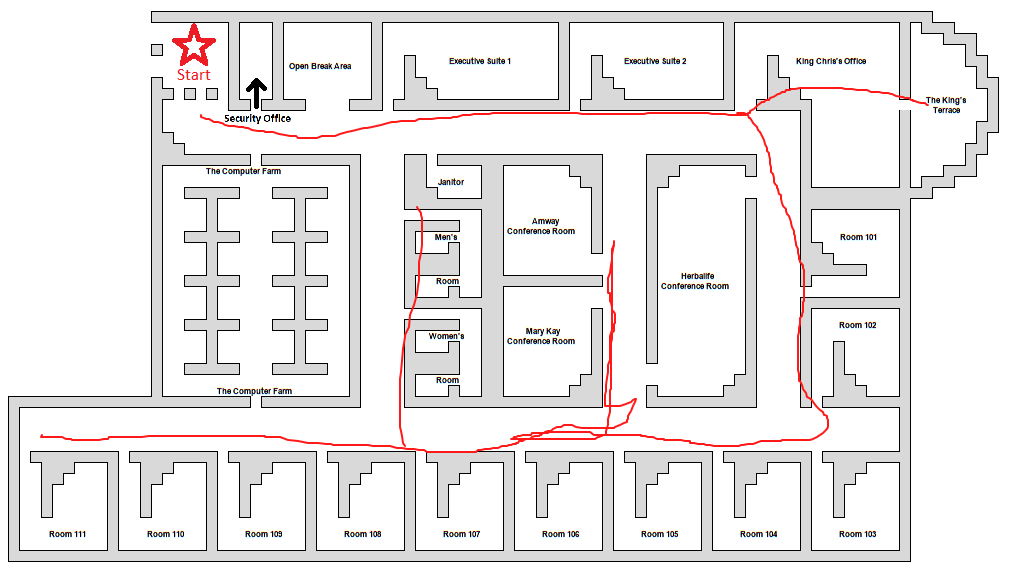 Start
Open Break Area
Executive Suite 1
Executive Suite 2
King Chris's Office
The King's
Terrace
Security Office
The Computer Farm
Janitor
Men's
Room
Women's
Room
Amway
Conference Room
Mary Kay
Conference Room
Herbalife
Conference Room
Room 101
Room 102
The Computer Farm
Room 111
Room 110
Room 109
Room 108
Room 107
Room 106
Room 105
Room 104
Room 103